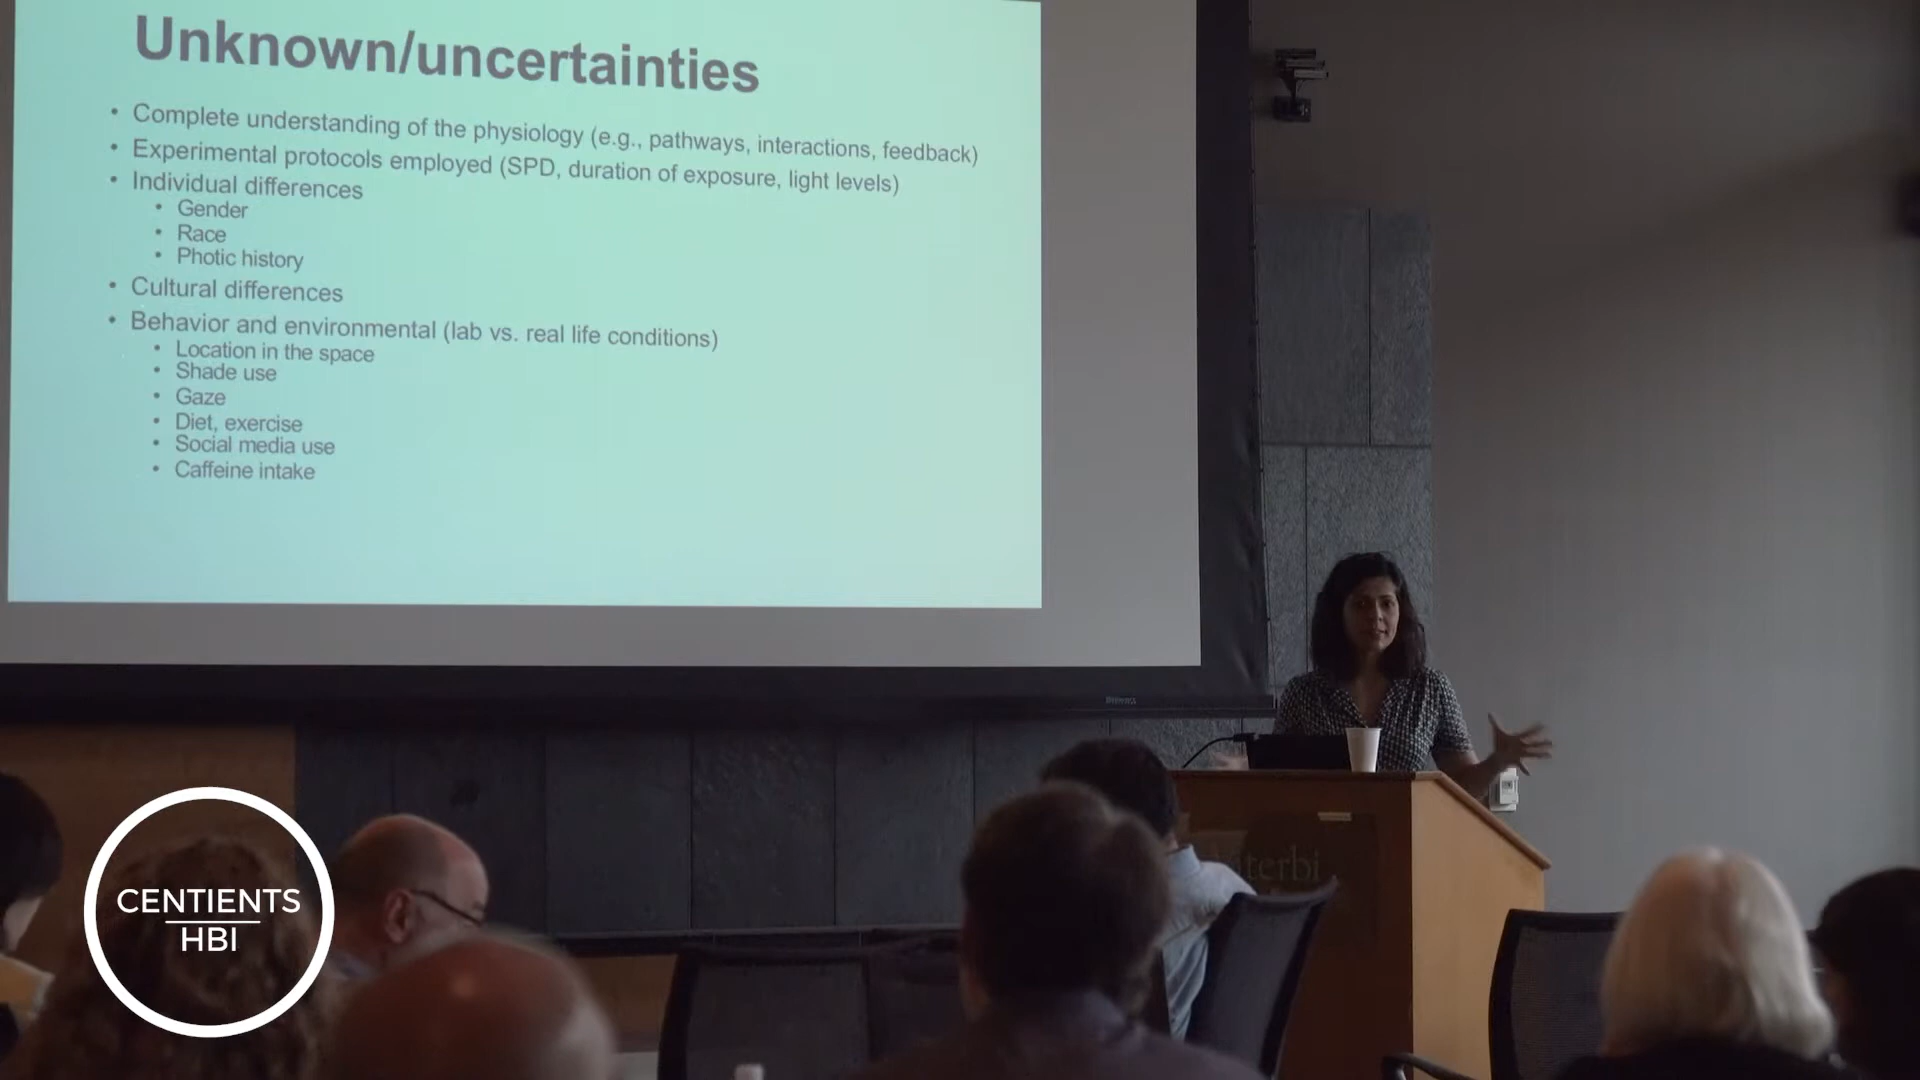 Unknown/uncertainties
• Complete understanding of the physiology (e.g., pathways, interactions, feedback)
• Experimental protocols employed (SPD, duration of exposure, light levels)
• Individual differences
• Gender
• Race
• Photic history
• Cultural differences
• Behavior and environmental (lab vs. real life conditions)
• Location in the space
• Shade use
• Gaze
• Diet, exercise
• Social media use
• Caffeine intake
CENTIENTS
HBI